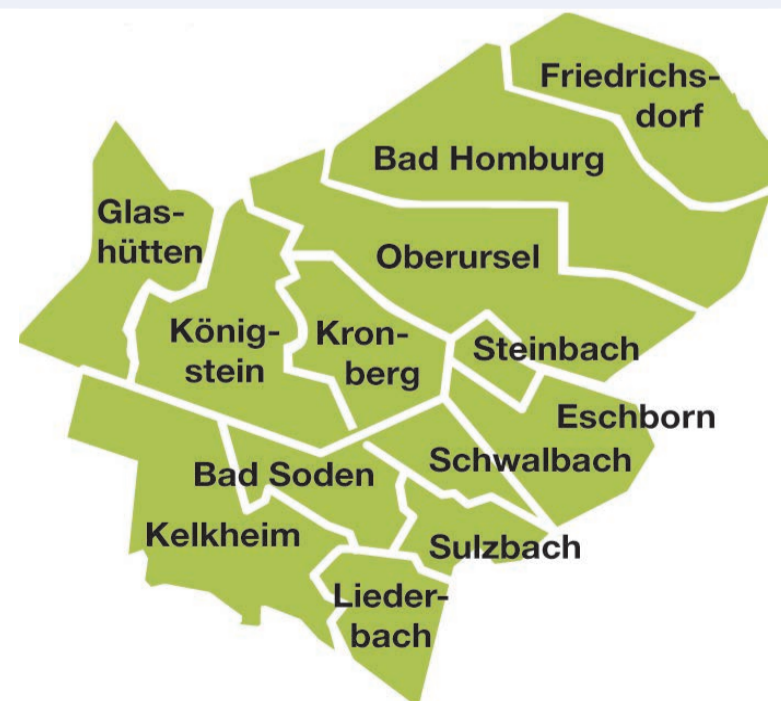 Friedrichs-
dorf
Bad Homburg
Glas-
hütten
Oberursel
König-
stein
Kron-
berg
Steinbach
Eschborn
Schwalbach
Bad Soden
Kelkheim
Sulzbach
Lieder-
bach